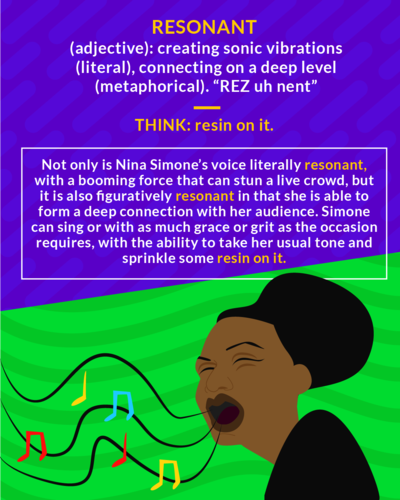 RESONANT
(adjective): creating sonic vibrations
(literal), connecting on a deep level
(metaphorical). “REZ uh nent”
THINK: resin on it.
Not only is Nina Simone’s voice literally resonant,
with a booming force that can stun a live crowd, but
it is also figuratively resonant in that she is able to
form a deep connection with her audience. Simone
can sing or with as much grace or grit as the occasion
requires, with the ability to take her usual tone and
sprinkle some resin on it.